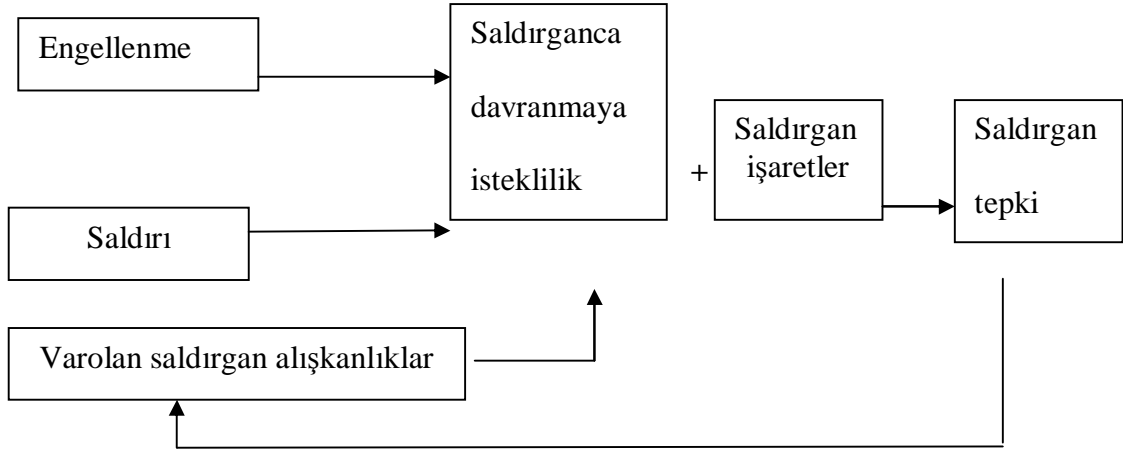 Engellenme
Saldırganca
davranmaya
isteklilik
+
Saldırgan
işaretler
Saldırgan
tepki
Saldırı
Varolan saldırgan alışkanlıklar